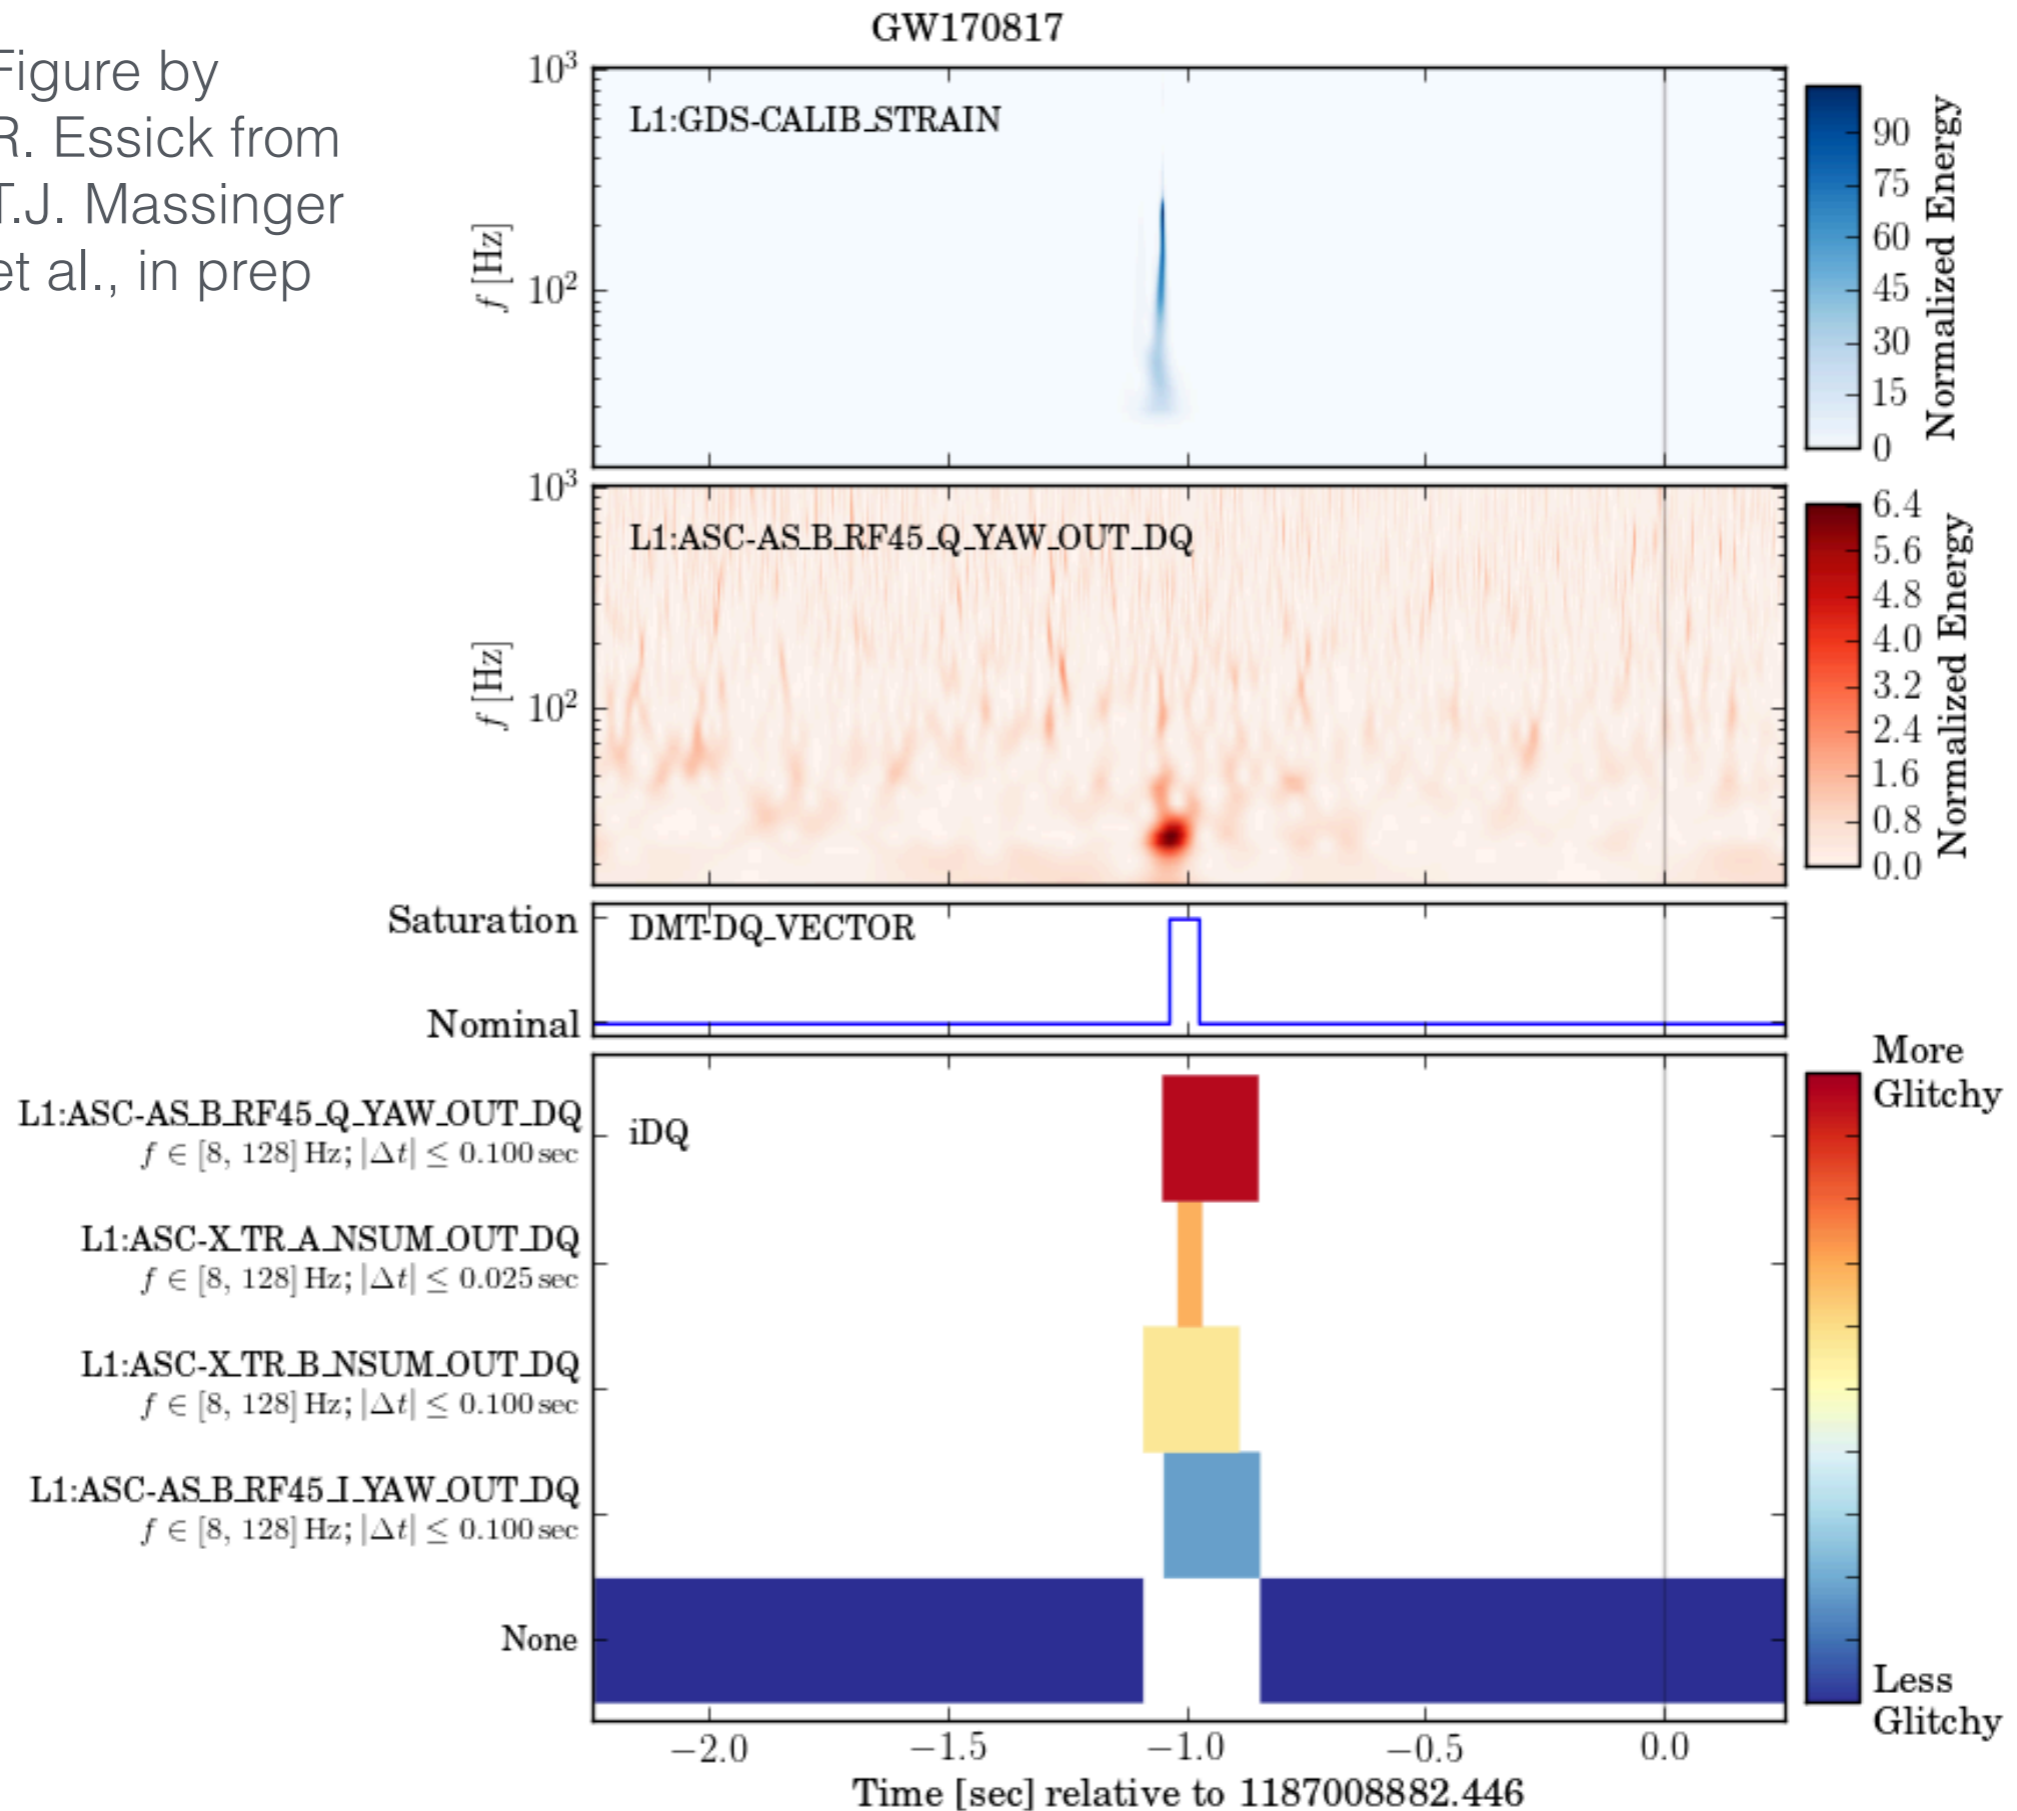 Figure by
R. Essick from
T.J. Massinger
et al., in prep
GW170817
10³
L1:GDS-CALIB_STRAIN
f [Hz]
10²
90
75
60
45
30
15
0
Normalized Energy
10³
L1:ASC-AS_B_RF45_Q_YAW_OUT_DQ
f [Hz]
10²
6.4
5.6
4.8
4.0
3.2
2.4
1.6
0.8
0.0
Normalized Energy
Saturation
DMT-DQ_VECTOR
Nominal
L1:ASC-AS_B_RF45_Q_YAW_OUT_DQ
f ∈ [8, 128] Hz; |Δt| ≤ 0.100 sec
iDQ
L1:ASC-X_TR_A_NSUM_OUT_DQ
f ∈ [8, 128] Hz; |Δt| ≤ 0.025 sec
L1:ASC-X_TR_B_NSUM_OUT_DQ
f ∈ [8, 128] Hz; |Δt| ≤ 0.100 sec
L1:ASC-AS_B_RF45_I_YAW_OUT_DQ
f ∈ [8, 128] Hz; |Δt| ≤ 0.100 sec
None
More
Glitchy
Less
Glitchy
−2.0 −1.5 −1.0 −0.5 0.0
Time [sec] relative to 1187008882.446